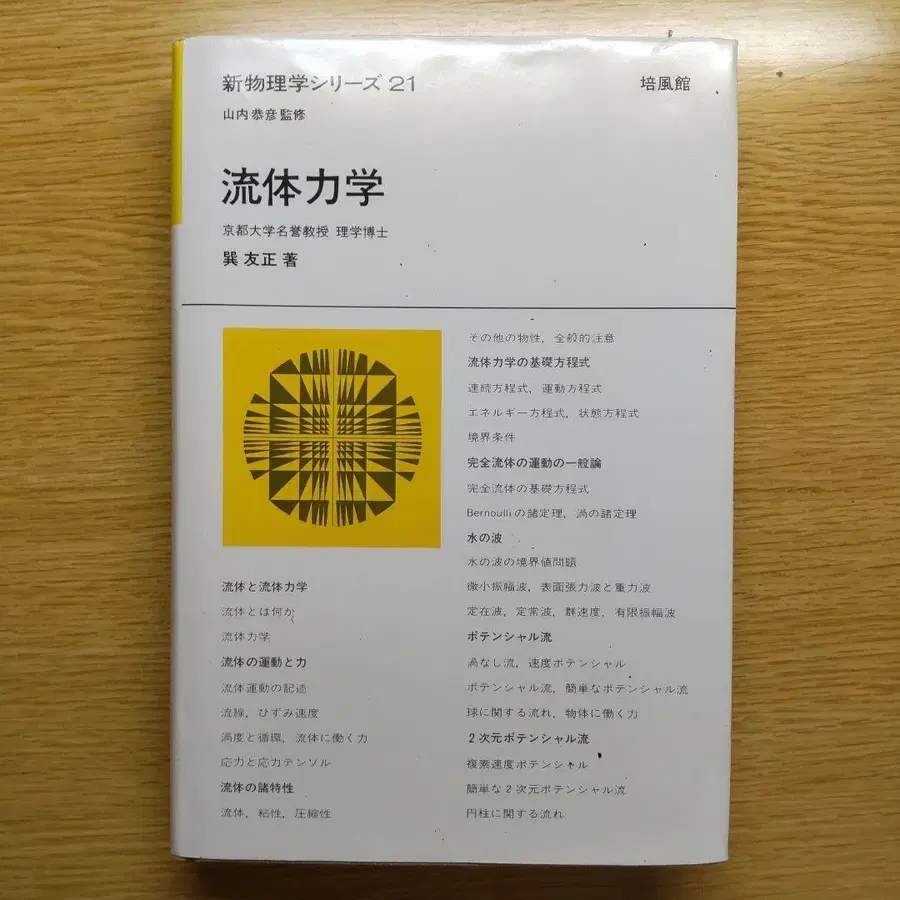 新物理学シリーズ 21
培風館
山内恭彦監修
流体力学
京都大学名誉教授 理学博士
巽 友正 著
流体と流体力学
流体とは何か
流体力学
流体の運動と力
流体運動の記述
流線，ひずみ速度
渦度と循環，流体に働く力
応力と応力テンソル
流体の諸特性
流体，粘性，圧縮性
その他の物性，全般的注意
流体力学の基礎方程式
連続方程式，運動方程式
エネルギー方程式，状態方程式
境界条件
完全流体の運動の一般論
完全流体の基礎方程式
Bernoulliの諸定理，渦の諸定理
水の波
水の波の境界値問題
微小振幅波，表面張力波と重力波
定在波，定常波，群速度，有限振幅波
ポテンシャル流
渦なし流，速度ポテンシャル
ポテンシャル流，簡単なポテンシャル流
球に関する流れ，物体に働く力
2次元ポテンシャル流
複素速度ポテンシャル
簡単な2次元ポテンシャル流
円柱に関する流れ